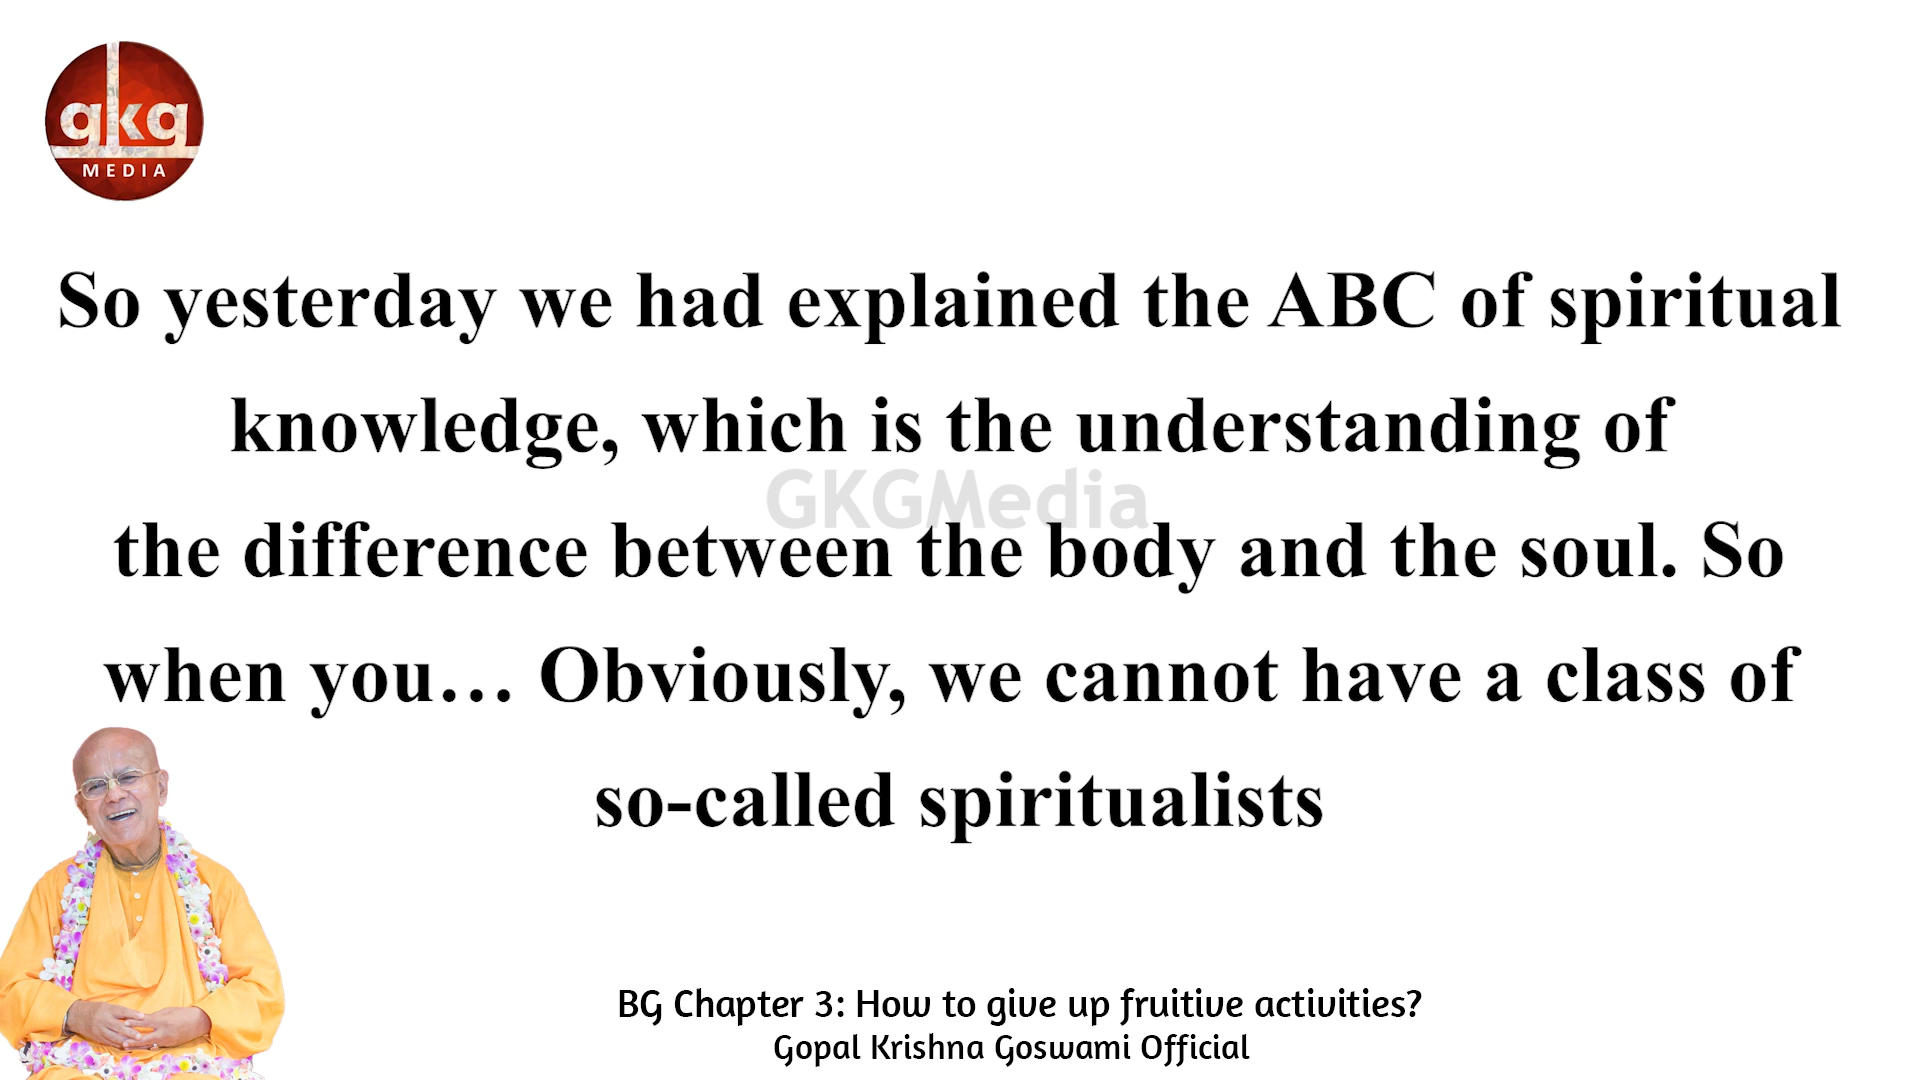 gkg
MEDIA
So yesterday we had explained the ABC of spiritual
knowledge, which is the understanding of
GKGMedia
the difference between the body and the soul. So
when you… Obviously, we cannot have a class of
so-called spiritualists
BG Chapter 3: How to give up fruitive activities?
Gopal Krishna Goswami Official